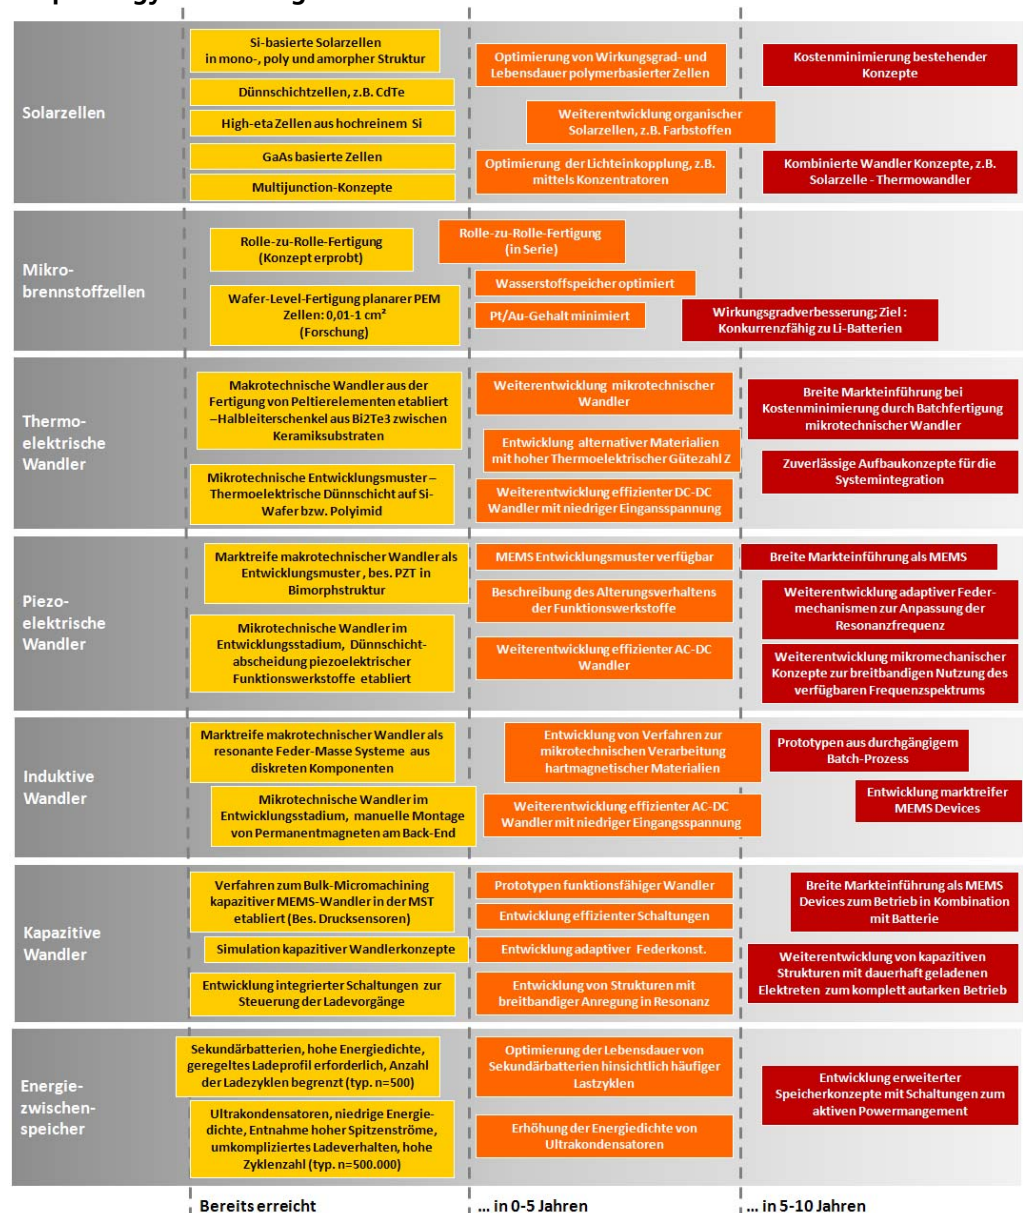 Solarzellen
Si-basierte Solarzellen
in mono-, poly und amorpher Struktur
Dünnschichtzellen, z.B. CdTe
High-eta Zellen aus hochreinem Si
GaAs basierte Zellen
Multijunction-Konzepte
Optimierung von Wirkungsgrad- und
Lebensdauer polymerbasierter Zellen
Weiterentwicklung organischer
Solarzellen, z.B. Farbstoffen
Optimierung der Lichteinkopplung, z.B.
mittels Konzentratoren
Kostenminimierung bestehender
Konzepte
Kombinierte Wandler Konzepte, z.B.
Solarzelle - Thermowandler
Mikro-
brennstoffzellen
Rolle-zu-Rolle-Fertigung
(Konzept erprobt)
Wafer-Level-Fertigung planarer PEM
Zellen: 0,01-1 cm²
(Forschung)
Rolle-zu-Rolle-Fertigung
(in Serie)
Wasserstoffspeicher optimiert
Pt/Au-Gehalt minimiert
Wirkungsgradverbesserung; Ziel :
Konkurrenzfähig zu Li-Batterien
Thermo-
elektrische
Wandler
Makrotechnische Wandler aus der
Fertigung von Peltierelementen etabliert
–Halbleiterschenkel aus Bi2Te3 zwischen
Keramiksubstraten
Mikrotechnische Entwicklungsmuster –
Thermoelektrische Dünnschicht auf Si-
Wafer bzw. Polyimid
Weiterentwicklung mikrotechnischer
Wandler
Entwicklung alternativer Materialien
mit hoher Thermoelektrischer Gütezahl Z
Weiterentwicklung effizienter DC-DC
Wandler mit niedriger Eingansspannung
Breite Markteinführung bei
Kostenminimierung durch Batchfertigung
mikrotechnischer Wandler
Zuverlässige Aufbaukonzepte für die
Systemintegration
Piezo-
elektrische
Wandler
Marktreife makrotechnischer Wandler als
Entwicklungsmuster , bes. PZT in
Bimorphstruktur
Mikrotechnische Wandler im
Entwicklungsstadium, Dünnschicht-
abscheidung piezoelektrischer
Funktionswerkstoffe etabliert
MEMS Entwicklungsmuster verfügbar
Beschreibung des Alterungsverhaltens
der Funktionswerkstoffe
Weiterentwicklung effizienter AC-DC
Wandler
Breite Markteinführung als MEMS
Weiterentwicklung adaptiver Feder-
mechanismen zur Anpassung der
Resonanzfrequenz
Weiterentwicklung mikromechanischer
Konzepte zur breitbandigen Nutzung des
verfügbaren Frequenzspektrums
Induktive
Wandler
Marktreife makrotechnischer Wandler als
resonante Feder-Masse Systeme aus
diskreten Komponenten
Mikrotechnische Wandler im
Entwicklungsstadium, manuelle Montage
von Permanentmagneten am Back-End
Entwicklung von Verfahren zur
mikrotechnischen Verarbeitung
hartmagnetischer Materialien
Weiterentwicklung effizienter AC-DC
Wandler mit niedriger Eingangsspannung
Prototypen aus durchgängigem
Batch-Prozess
Entwicklung marktreifer
MEMS Devices
Kapazitive
Wandler
Verfahren zum Bulk-Micromachining
kapazitiver MEMS-Wandler in der MST
etabliert (Bes. Drucksensoren)
Simulation kapazitiver Wandlerkonzepte
Entwicklung integrierter Schaltungen zur
Steuerung der Ladevorgänge
Prototypen funktionsfähiger Wandler
Entwicklung effizienter Schaltungen
Entwicklung adaptiver Federkonst.
Entwicklung von Strukturen mit
breitbandiger Anregung in Resonanz
Breite Markteinführung als MEMS
Devices zum Betrieb in Kombination
mit Batterie
Weiterentwicklung von kapazitiven
Strukturen mit dauerhaft geladenen
Elektreten zum komplett autarken Betrieb
Energie-
zwischen-
speicher
Sekundärbatterien, hohe Energiedichte,
geregeltes Ladeprofil erforderlich, Anzahl
der Ladezyklen begrenzt (typ. n=500)
Ultrakondensatoren, niedrige Energie-
dichte, Entnahme hoher Spitzenströme,
umkompliziertes Ladeverhalten, hohe
Zyklenzahl (typ. n=500.000)
Optimierung der Lebensdauer von
Sekundärbatterien hinsichtlich häufiger
Lastzyklen
Erhöhung der Energiedichte von
Ultrakondensatoren
Entwicklung erweiterter
Speicherkonzepte mit Schaltungen zum
aktiven Powermangement
Bereits erreicht
... in 0-5 Jahren
... in 5-10 Jahren